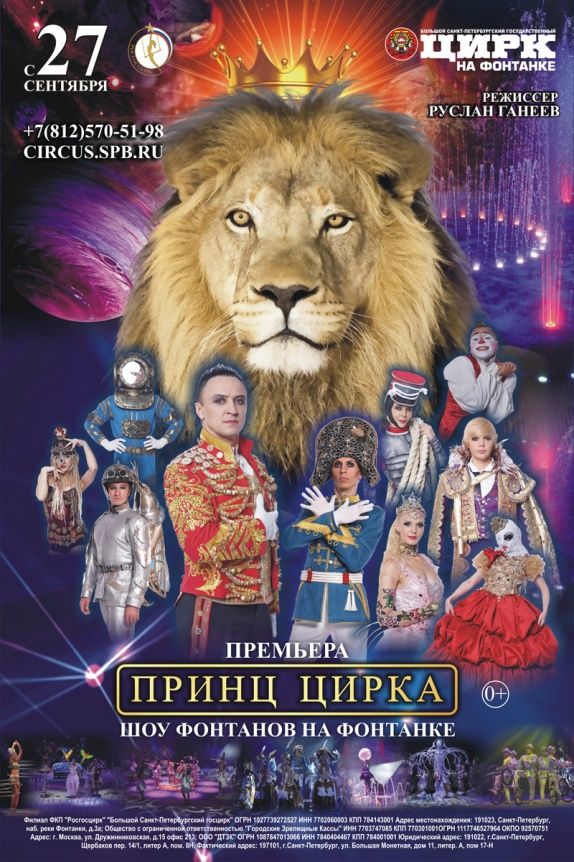 с 27
СЕНТЯБРЯ
+7(812)570-51-98
CIRCUS.SPB.RU
БОЛЬШОЙ САНКТ-ПЕТЕРБУРГСКИЙ ГОСУДАРСТВЕННЫЙ
ЦИРК
НА ФОНТАНКЕ
РЕЖИССЕР
РУСЛАН ГАНЕЕВ
ПРЕМЬЕРА
ПРИНЦ ЦИРКА
0+
ШОУ ФОНТАНОВ НА ФОНТАНКЕ
Филиал ФКП "Росгосцирк" "Большой Санкт-Петербургский госцирк" ОГРН 1027739272527 ИНН 7702060003 КПП 784143001 Адрес местонахождения: 191023, Санкт-Петербург,
наб. реки Фонтанки, д.3а; Общество с ограниченной ответственностью "Городские Зрелищные Кассы" ИНН 7703747085 КПП 770301001ОГРН 1117746527964 ОКПО 92570751
Адрес: г. Москва, ул. Дружинниковская, д.15 офис 213; ООО "ДТЗК" ОГРН 1087847013066 ИНН 7840404467 КПП 784001001 Юридический адрес: 191022, г.Санкт-Петербург,
Щербаков пер. 14/1, литер А, пом. 8Н; Фактический адрес: 197101, г.Санкт-Петербург, ул. Большая Монетная, дом 11, литер. А, пом 17-Н